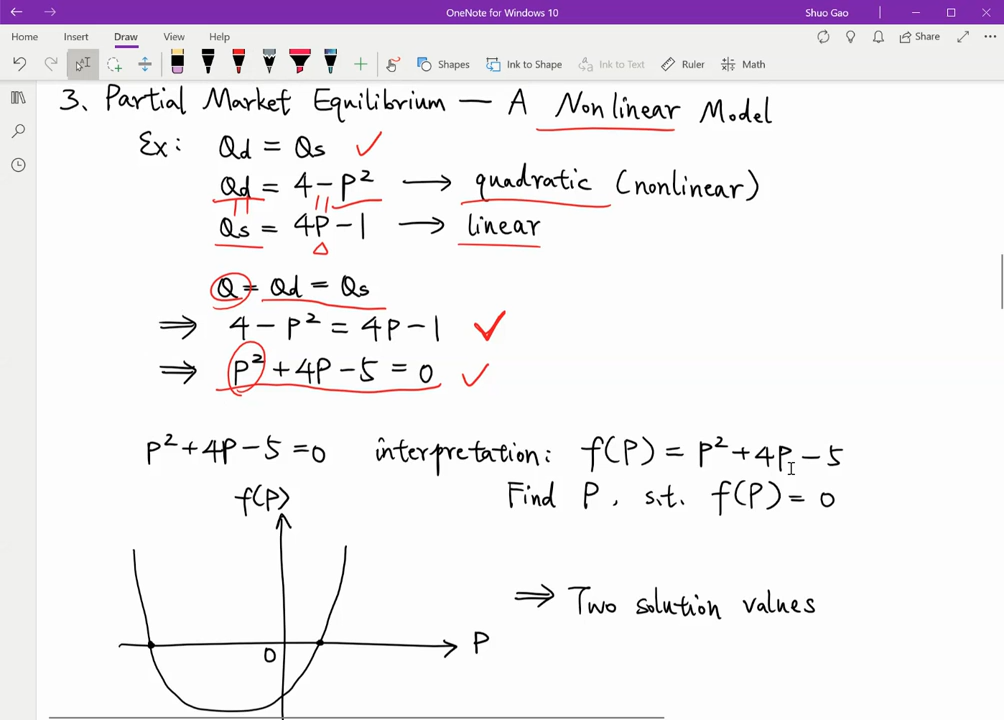 OneNote for Windows 10
Shuo Gao
Home Insert Draw View Help
Share
Shapes Ink to Shape Ink to Text Ruler Math
3. Partial Market Equilibrium — A Nonlinear Model
Ex: Qd = Qs ✓
Qd = 4 - P² → quadratic (nonlinear)
Qs = 4P - 1 → linear
Q = Qd = Qs
⇒ 4 - P² = 4P - 1 ✓
⇒ P² + 4P - 5 = 0 ✓
P² + 4P - 5 = 0 interpretation: f(P) = P² + 4P - 5
Find P, s.t. f(P) = 0
f(P)
⇒ Two solution values
P
0